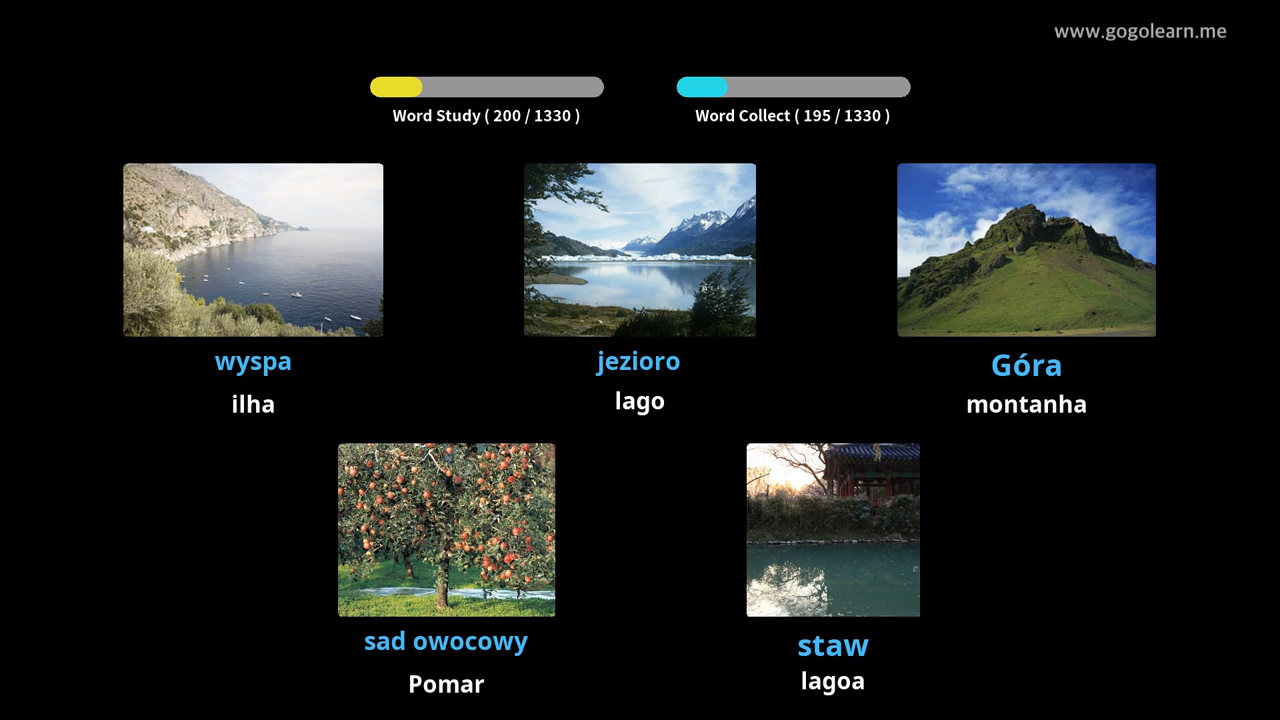 www.gogolearn.me
Word Study ( 200 / 1330 )
Word Collect ( 195 / 1330 )
wyspa
ilha
jezioro
lago
Góra
montanha
sad owocowy
Pomar
staw
lagoa